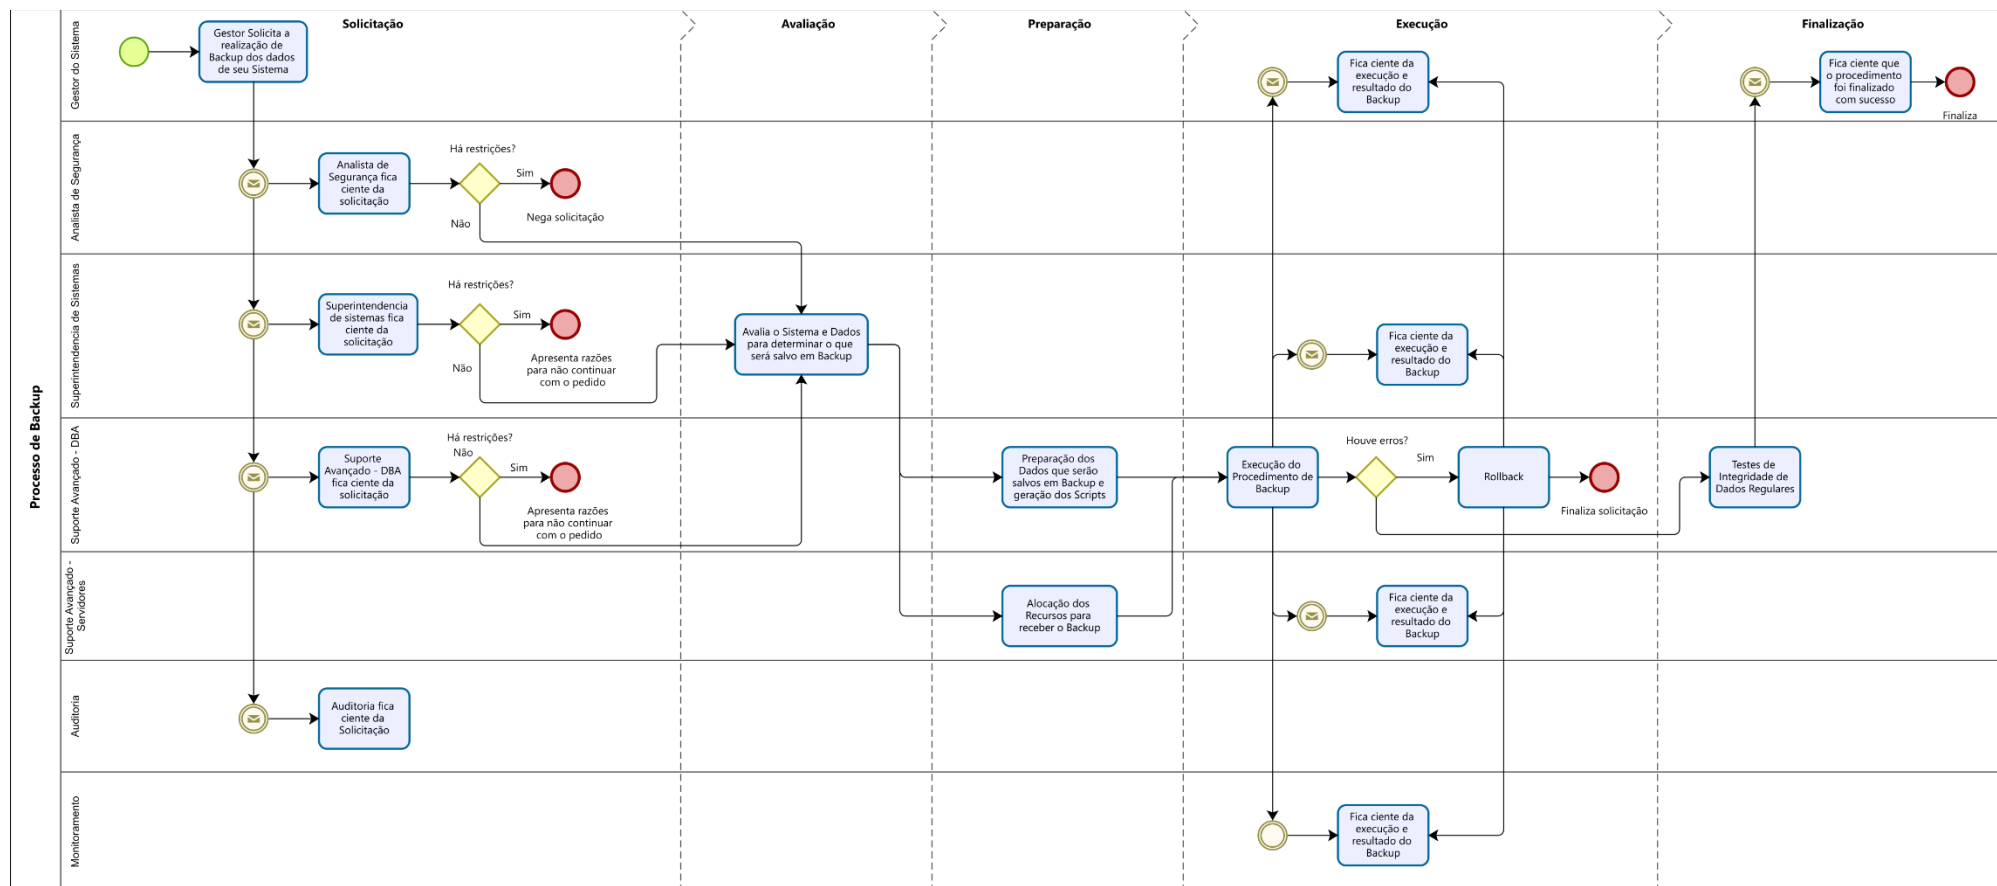 Solicitação
Avaliação
Preparação
Execução
Finalização
Processo de Backup
Gestor do Sistema
Gestor Solicita a
realização de
Backup dos dados
de seu Sistema
Fica ciente da
execução e
resultado do
Backup
Fica ciente que
o procedimento
foi finalizado
com sucesso
Finaliza
Analista de Segurança
Analista de
Segurança fica
ciente da
solicitação
Há restrições?
Sim
Não
Nega solicitação
Superintendencia de Sistemas
Superintendencia
de sistemas fica
ciente da
solicitação
Há restrições?
Sim
Não
Apresenta razões
para não continuar
com o pedido
Avalia o Sistema e Dados
para determinar o que
será salvo em Backup
Fica ciente da
execução e
resultado do
Backup
Suporte Avançado - DBA
Suporte
Avançado - DBA
fica ciente da
solicitação
Há restrições?
Não
Sim
Apresenta razões
para não continuar
com o pedido
Preparação dos
Dados que serão
salvos em Backup e
geração dos Scripts
Execução do
Procedimento de
Backup
Houve erros?
Sim
Rollback
Finaliza solicitação
Testes de
Integridade de
Dados Regulares
Suporte Avançado -
Servidores
Alocação dos
Recursos para
receber o Backup
Fica ciente da
execução e
resultado do
Backup
Auditoria
Auditoria fica
ciente da
Solicitação
Monitoramento
Fica ciente da
execução e
resultado do
Backup